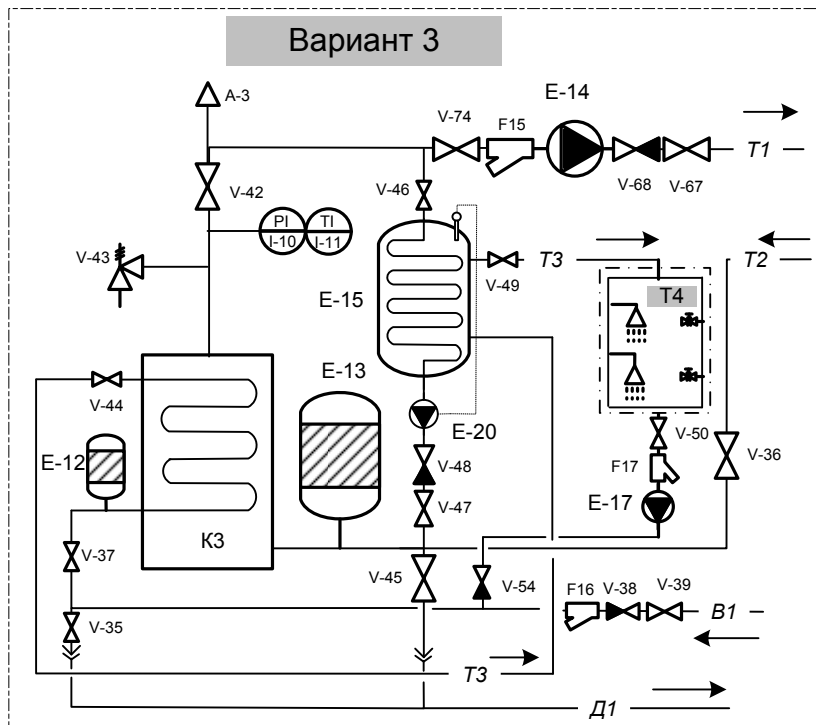 Вариант 3
E-14
A-3
V-74
F15
T1
V-68
V-67
V-42
V-46
PI
TI
I-10
I-11
V-43
T3
T2
V-49
E-15
T4
V-44
E-13
E-20
V-50
V-36
E-12
V-48
F17
E-17
V-47
К3
V-37
V-45
V-54
F16
V-38
V-39
B1
V-35
T3
Д1